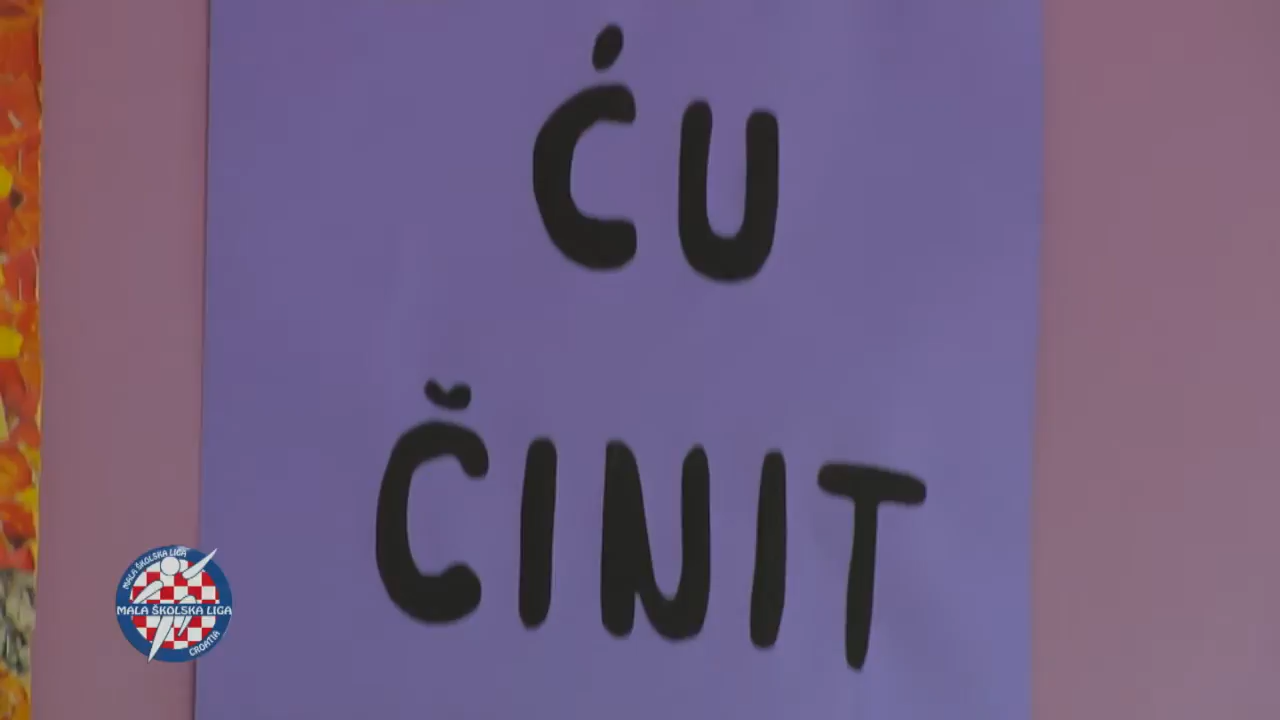 ĆU
ČINIT
MALA ŠKOLSKA LIGA
MALA ŠKOLSKA LIGA
CROATIA